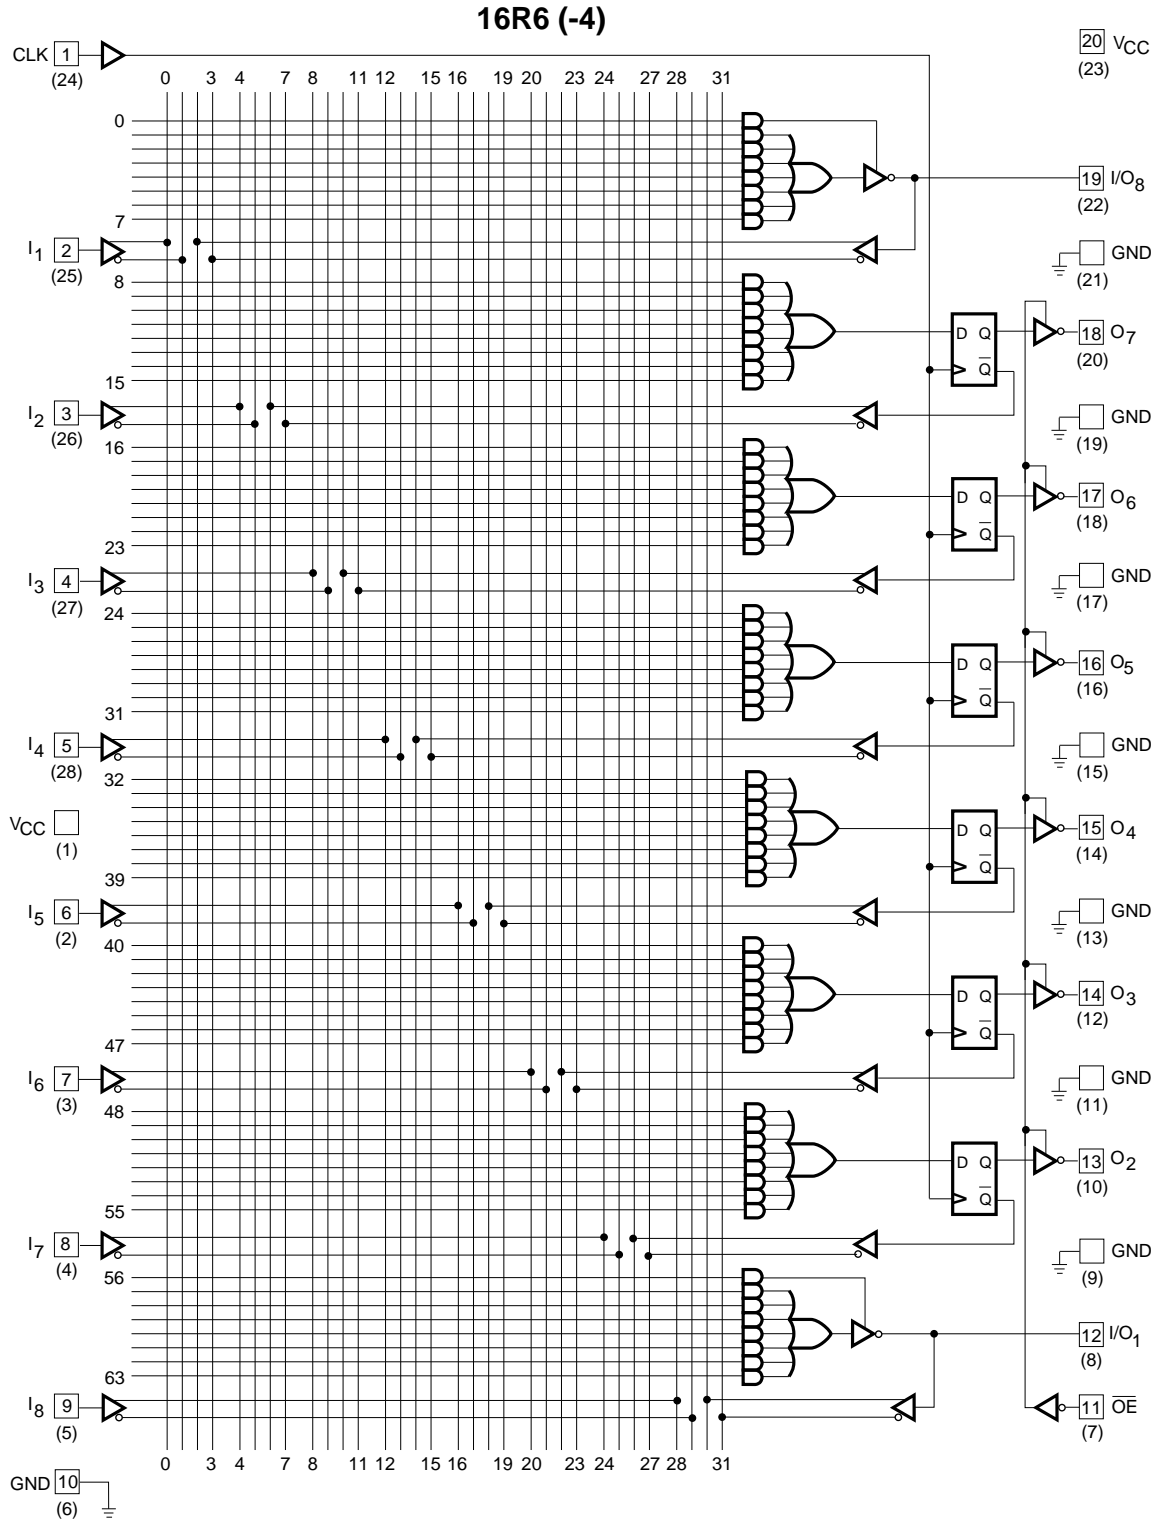 16R6 (-4)
CLK 1 (24)
20 VCC (23)
0 3 4 7 8 11 12 15 16 19 20 23 24 27 28 31
0
7
19 I/O8 (22)
I1 2 (25)
GND (21)
8
15
D Q Q
18 O7 (20)
I2 3 (26)
GND (19)
16
23
D Q Q
17 O6 (18)
I3 4 (27)
GND (17)
24
31
D Q Q
16 O5 (16)
I4 5 (28)
GND (15)
32
39
VCC (1)
D Q Q
15 O4 (14)
I5 6 (2)
GND (13)
40
47
D Q Q
14 O3 (12)
I6 7 (3)
GND (11)
48
55
D Q Q
13 O2 (10)
I7 8 (4)
GND (9)
56
63
12 I/O1 (8)
I8 9 (5)
11 OE (7)
0 3 4 7 8 11 12 15 16 19 20 23 24 27 28 31
GND 10 (6)